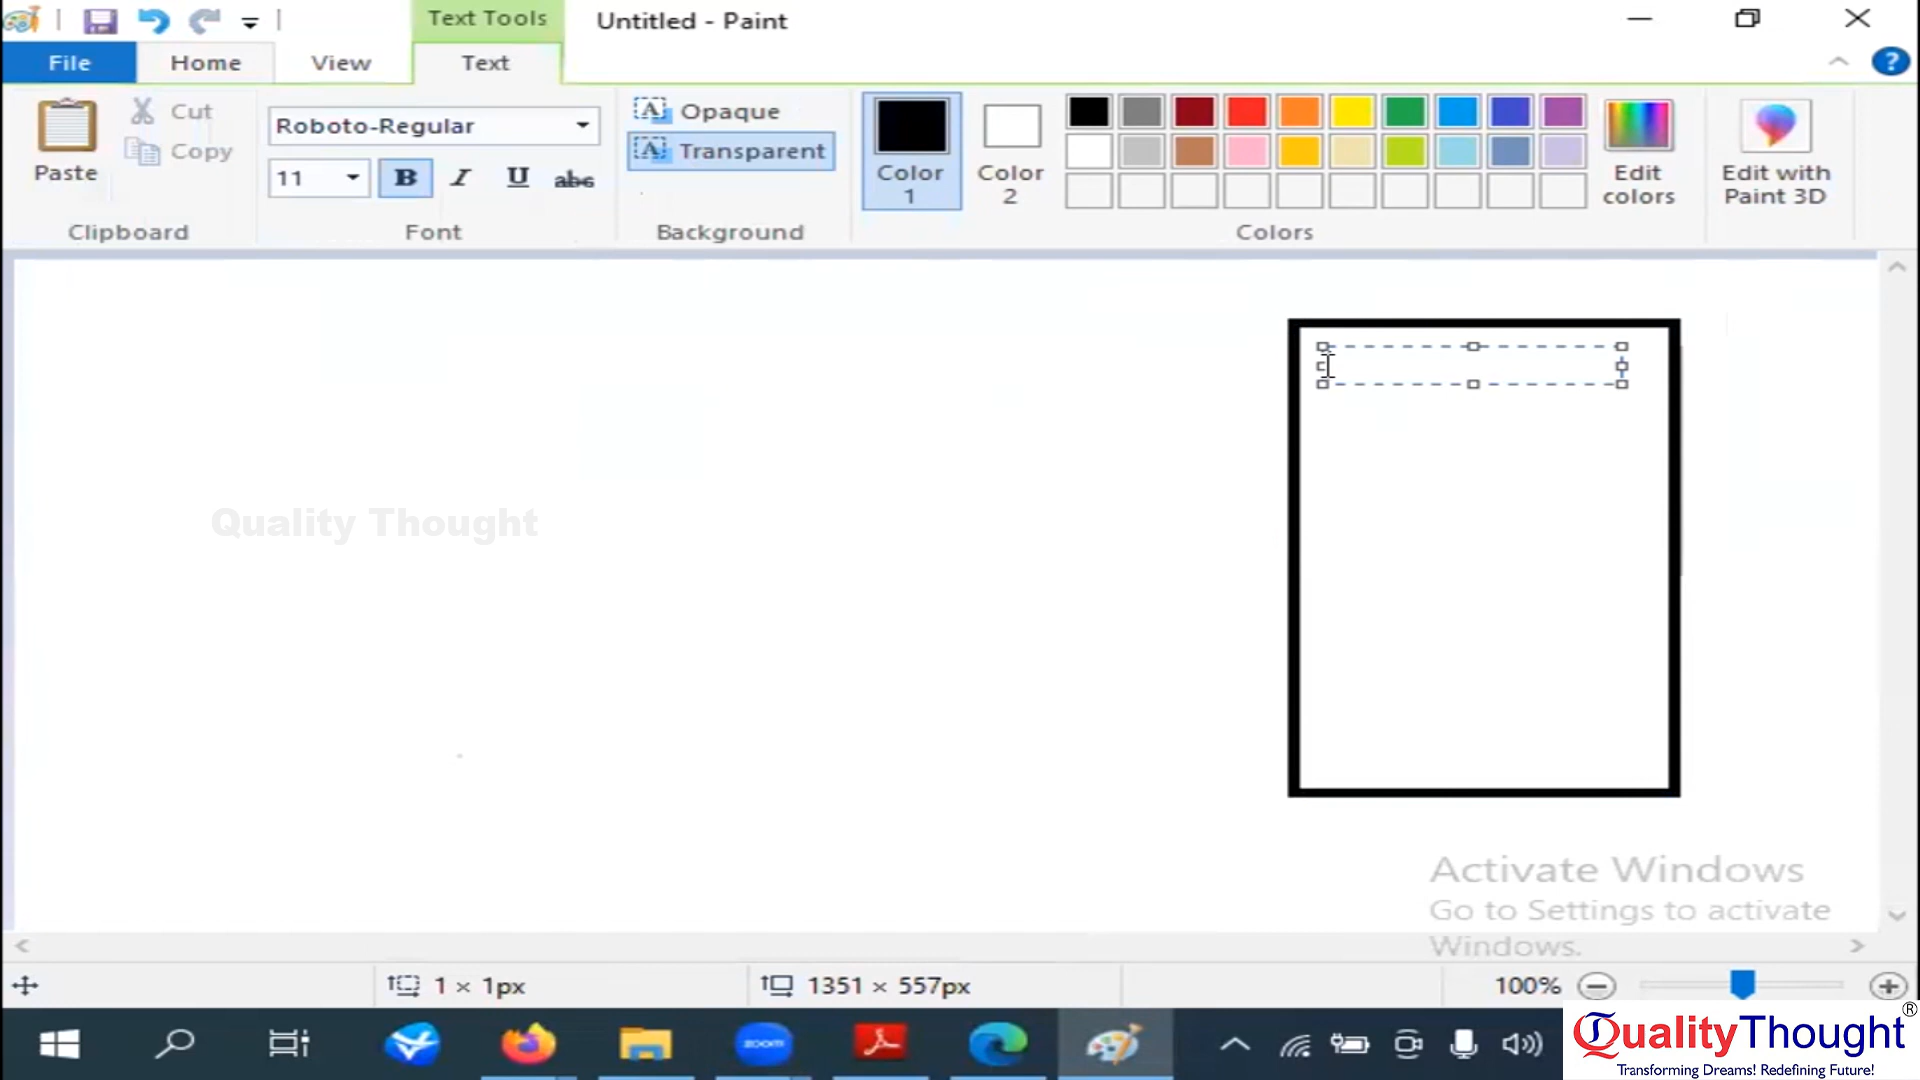 Text Tools
Untitled - Paint
File
Home
View
Text
Paste
Cut
Copy
Clipboard
Roboto-Regular
11
B I U abc
Font
Opaque
Transparent
Background
Color 1
Color 2
Colors
Edit colors
Edit with Paint 3D
Quality Thought
Activate Windows
Go to Settings to activate
Windows.
1 × 1px
1351 × 557px
100%
zoom
QualityThought®
Transforming Dreams! Redefining Future!